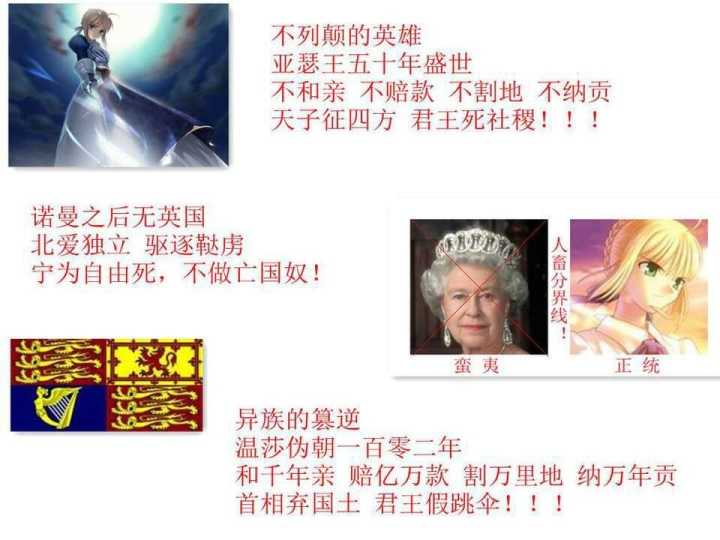 不列颠的英雄
亚瑟王五十年盛世
不和亲 不赔款 不割地 不纳贡
天子征四方 君王死社稷！！！
诺曼之后无英国
北爱独立 驱逐鞑虏
宁为自由死，不做亡国奴！
人畜分界线！
蛮夷
正统
异族的篡逆
温莎伪朝一百零二年
和千年亲 赔亿万款 割万里地 纳万年贡
首相弃国土 君王假跳伞！！！